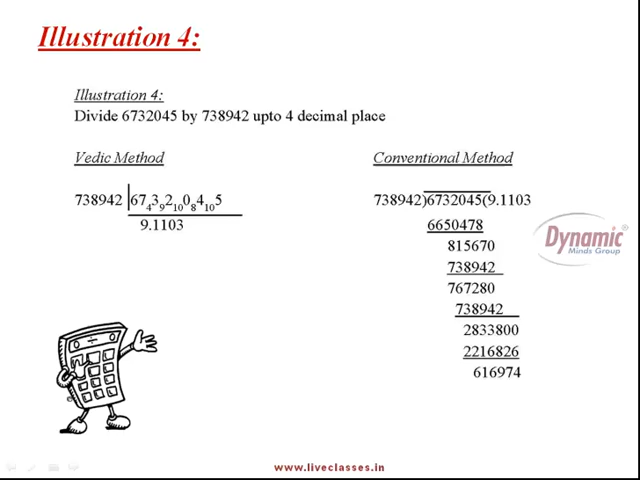 Illustration 4:
Illustration 4:
Divide 6732045 by 738942 upto 4 decimal place
Vedic Method
738942 67₄3₉2₁₀0₈4₁₀5
9.1103
Conventional Method
738942)6732045(9.1103
6650478
815670
738942
767280
738942
2833800
2216826
616974
Dynamic
Minds Group
www.liveclasses.in